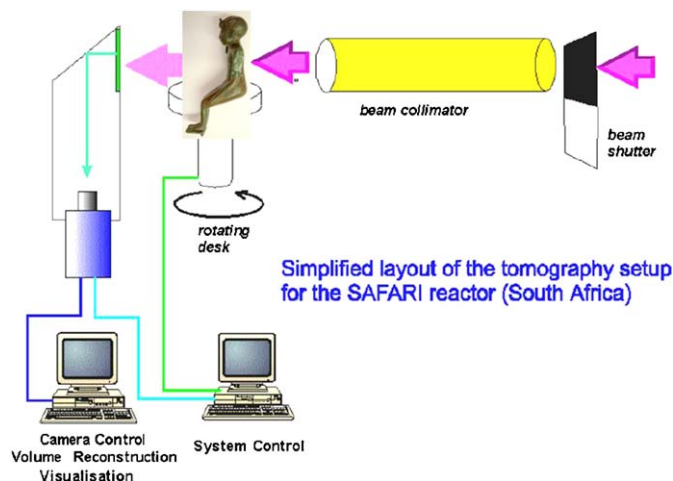 beam collimator
beam
shutter
rotating
desk
Simplified layout of the tomography setup
for the SAFARI reactor (South Africa)
Camera Control
Volume Reconstruction
Visualisation
System Control